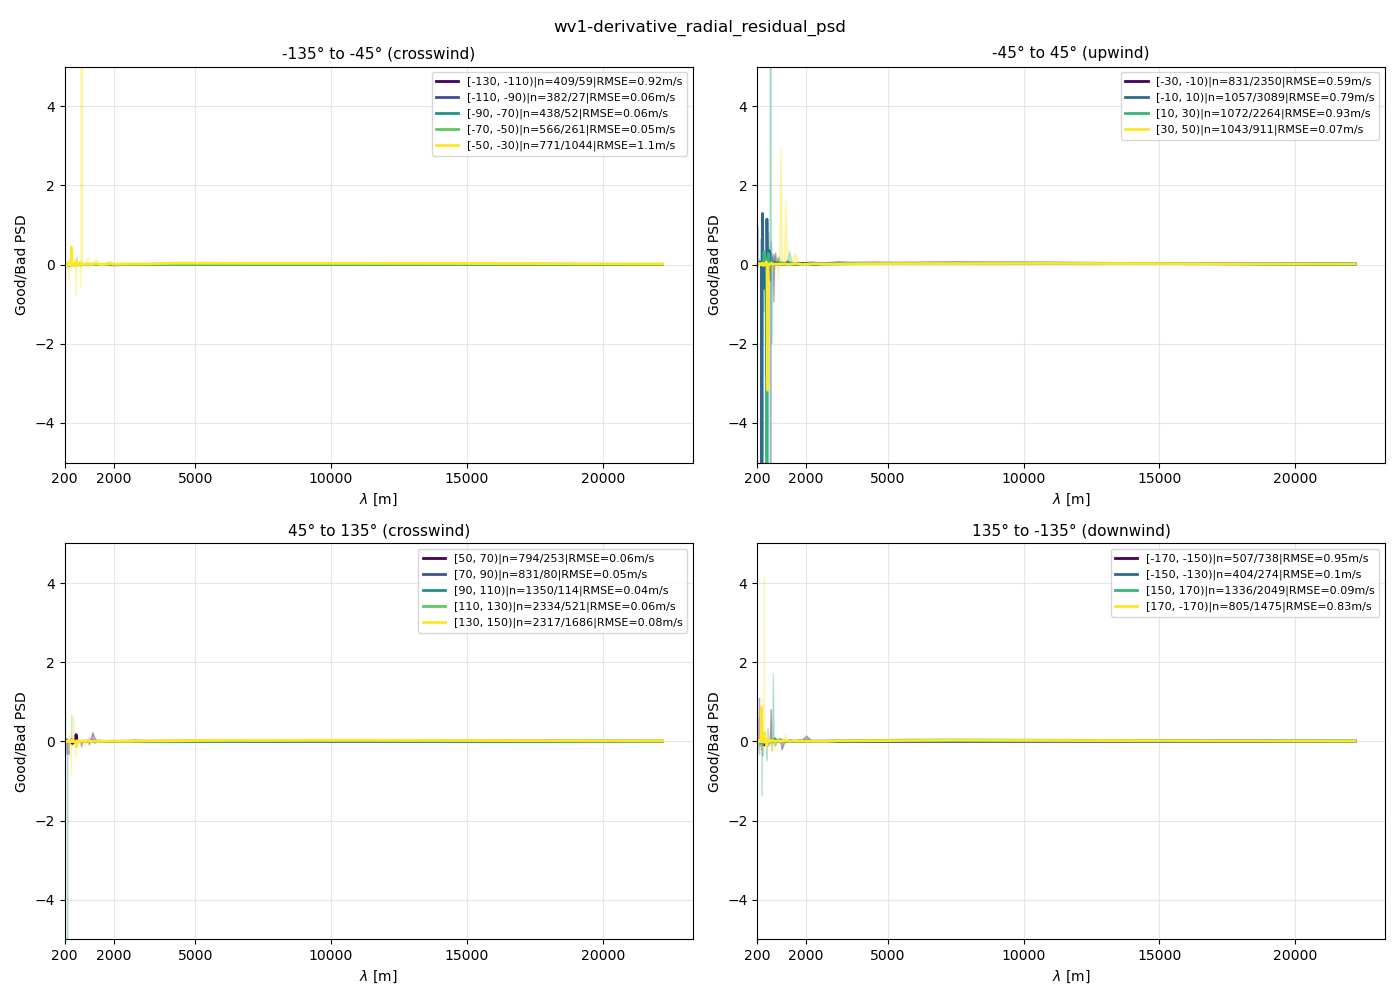 wv1-derivative_radial_residual_psd
-135° to -45° (crosswind)
[-130, -110)|n=409/59|RMSE=0.92m/s
[-110, -90)|n=382/27|RMSE=0.06m/s
[-90, -70)|n=438/52|RMSE=0.06m/s
[-70, -50)|n=566/261|RMSE=0.05m/s
[-50, -30)|n=771/1044|RMSE=1.1m/s
Good/Bad PSD
4
2
0
−2
−4
200 2000 5000 10000 15000 20000
λ [m]
-45° to 45° (upwind)
[-30, -10)|n=831/2350|RMSE=0.59m/s
[-10, 10)|n=1057/3089|RMSE=0.79m/s
[10, 30)|n=1072/2264|RMSE=0.93m/s
[30, 50)|n=1043/911|RMSE=0.07m/s
Good/Bad PSD
4
2
0
−2
−4
200 2000 5000 10000 15000 20000
λ [m]
45° to 135° (crosswind)
[50, 70)|n=794/253|RMSE=0.06m/s
[70, 90)|n=831/80|RMSE=0.05m/s
[90, 110)|n=1350/114|RMSE=0.04m/s
[110, 130)|n=2334/521|RMSE=0.06m/s
[130, 150)|n=2317/1686|RMSE=0.08m/s
Good/Bad PSD
4
2
0
−2
−4
200 2000 5000 10000 15000 20000
λ [m]
135° to -135° (downwind)
[-170, -150)|n=507/738|RMSE=0.95m/s
[-150, -130)|n=404/274|RMSE=0.1m/s
[150, 170)|n=1336/2049|RMSE=0.09m/s
[170, -170)|n=805/1475|RMSE=0.83m/s
Good/Bad PSD
4
2
0
−2
−4
200 2000 5000 10000 15000 20000
λ [m]